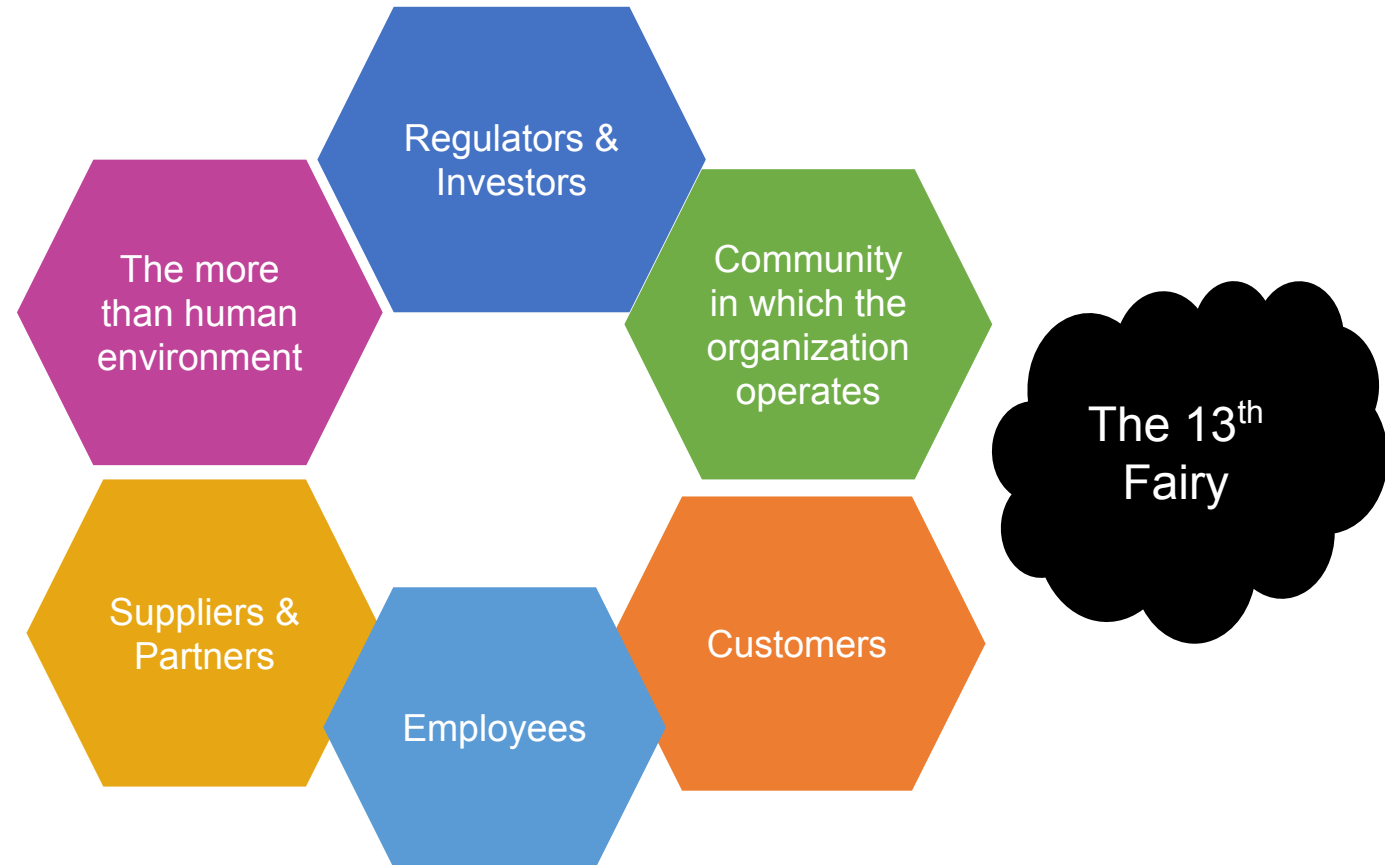 Regulators &
Investors
The more
than human
environment
Community
in which the
organization
operates
The 13th
Fairy
Suppliers &
Partners
Customers
Employees